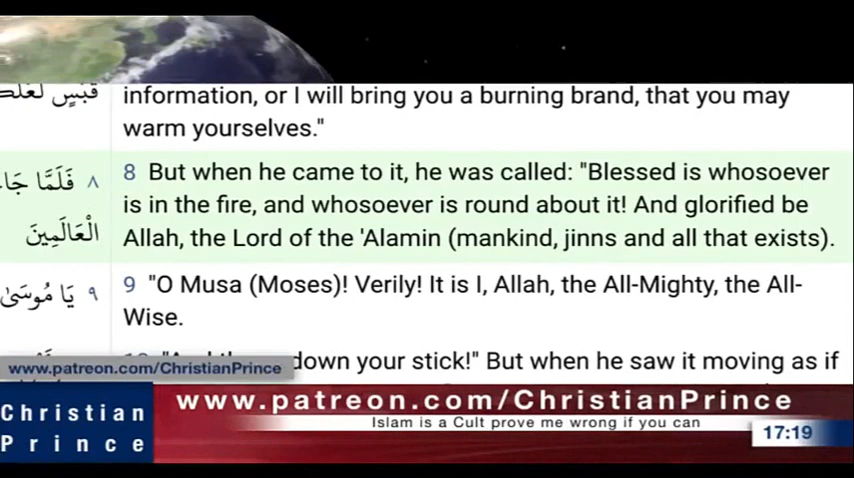 قَبَسٍ
information, or I will bring you a burning brand, that you may
warm yourselves."
فَلَمَّا جَا ٨
8 But when he came to it, he was called: "Blessed is whosoever
is in the fire, and whosoever is round about it! And glorified be
الْعَالَمِينَ
Allah, the Lord of the 'Alamin (mankind, jinns and all that exists).
يَا مُوسَىٰ ٩
9 "O Musa (Moses)! Verily! It is I, Allah, the All-Mighty, the All-
Wise.
down your stick!" But when he saw it moving as if
www.patreon.com/ChristianPrince
Christian
Prince
www.patreon.com/ChristianPrince
Islam is a Cult prove me wrong if you can
17:19